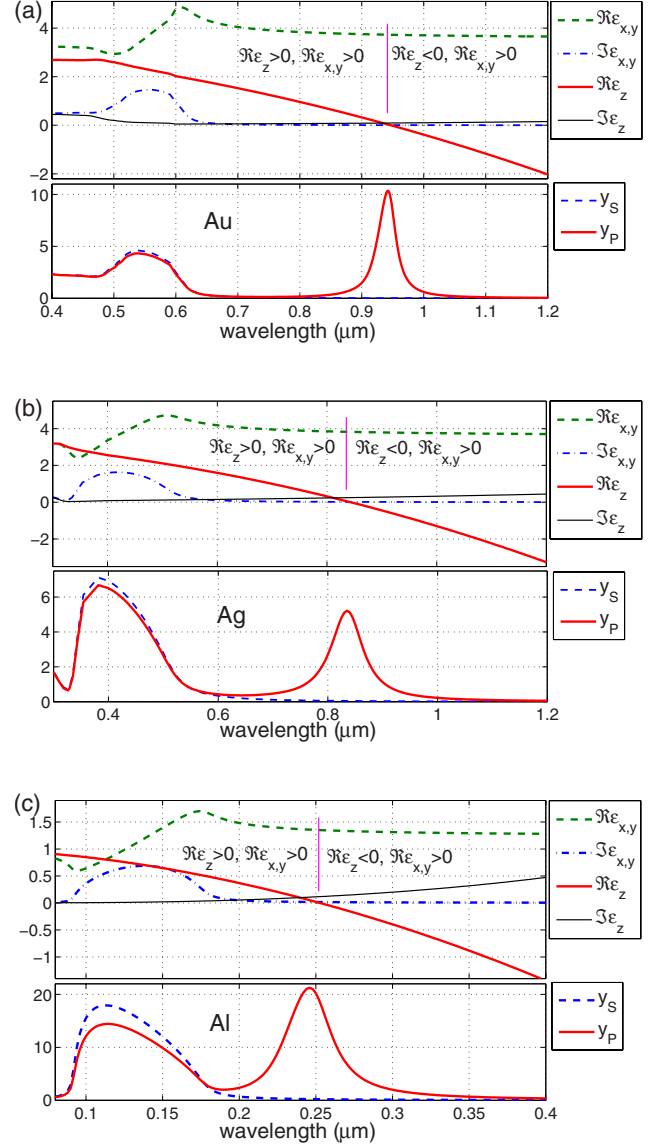 (a)
4
2
0
−2
ℜε_z>0, ℜε_x,y>0
ℜε_z<0, ℜε_x,y>0
ℜε_x,y
ℑε_x,y
ℜε_z
ℑε_z
10
5
0
Au
y_S
y_P
0.4 0.5 0.6 0.7 0.8 0.9 1 1.1 1.2
wavelength (μm)
(b)
4
2
0
−2
ℜε_z>0, ℜε_x,y>0
ℜε_z<0, ℜε_x,y>0
ℜε_x,y
ℑε_x,y
ℜε_z
ℑε_z
6
4
2
0
Ag
y_S
y_P
0.4 0.6 0.8 1 1.2
wavelength (μm)
(c)
1.5
1
0.5
0
−0.5
−1
ℜε_z>0, ℜε_x,y>0
ℜε_z<0, ℜε_x,y>0
ℜε_x,y
ℑε_x,y
ℜε_z
ℑε_z
20
10
0
Al
y_S
y_P
0.1 0.15 0.2 0.25 0.3 0.35 0.4
wavelength (μm)